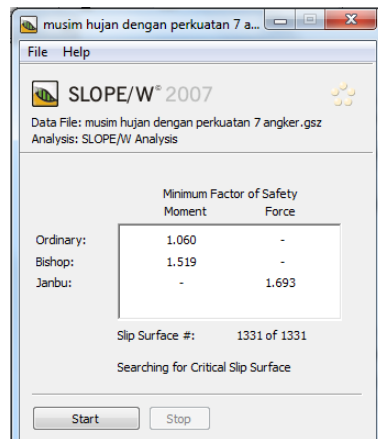 musim hujan dengan perkuatan 7 a...
File Help
SLOPE/W© 2007
Data File: musim hujan dengan perkuatan 7 angker.gsz
Analysis: SLOPE/W Analysis
Minimum Factor of Safety
Moment Force
Ordinary: 1.060 -
Bishop: 1.519 -
Janbu: - 1.693
Slip Surface #: 1331 of 1331
Searching for Critical Slip Surface
Start Stop